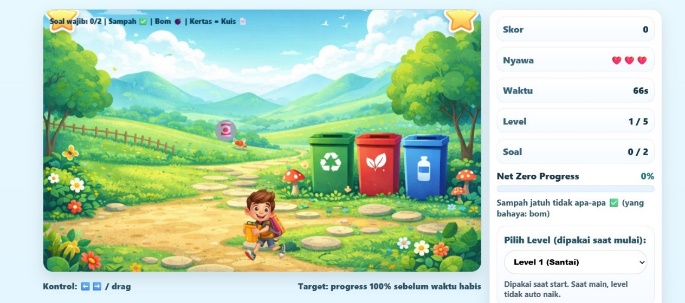 Soal wajib: 0/2 | Sampah ✅ | Bom 💣 | Kertas = Kuis 📄
Skor 0
Nyawa ❤️ ❤️ ❤️
Waktu 66s
Level 1 / 5
Soal 0 / 2
Net Zero Progress 0%
Sampah jatuh tidak apa-apa ✅ (yang
bahaya: bom)
Pilih Level (dipakai saat mulai):
Level 1 (Santai)
Dipakai saat start. Saat main, level
tidak auto naik.
Kontrol: ⬅️ ➡️ / drag
Target: progress 100% sebelum waktu habis